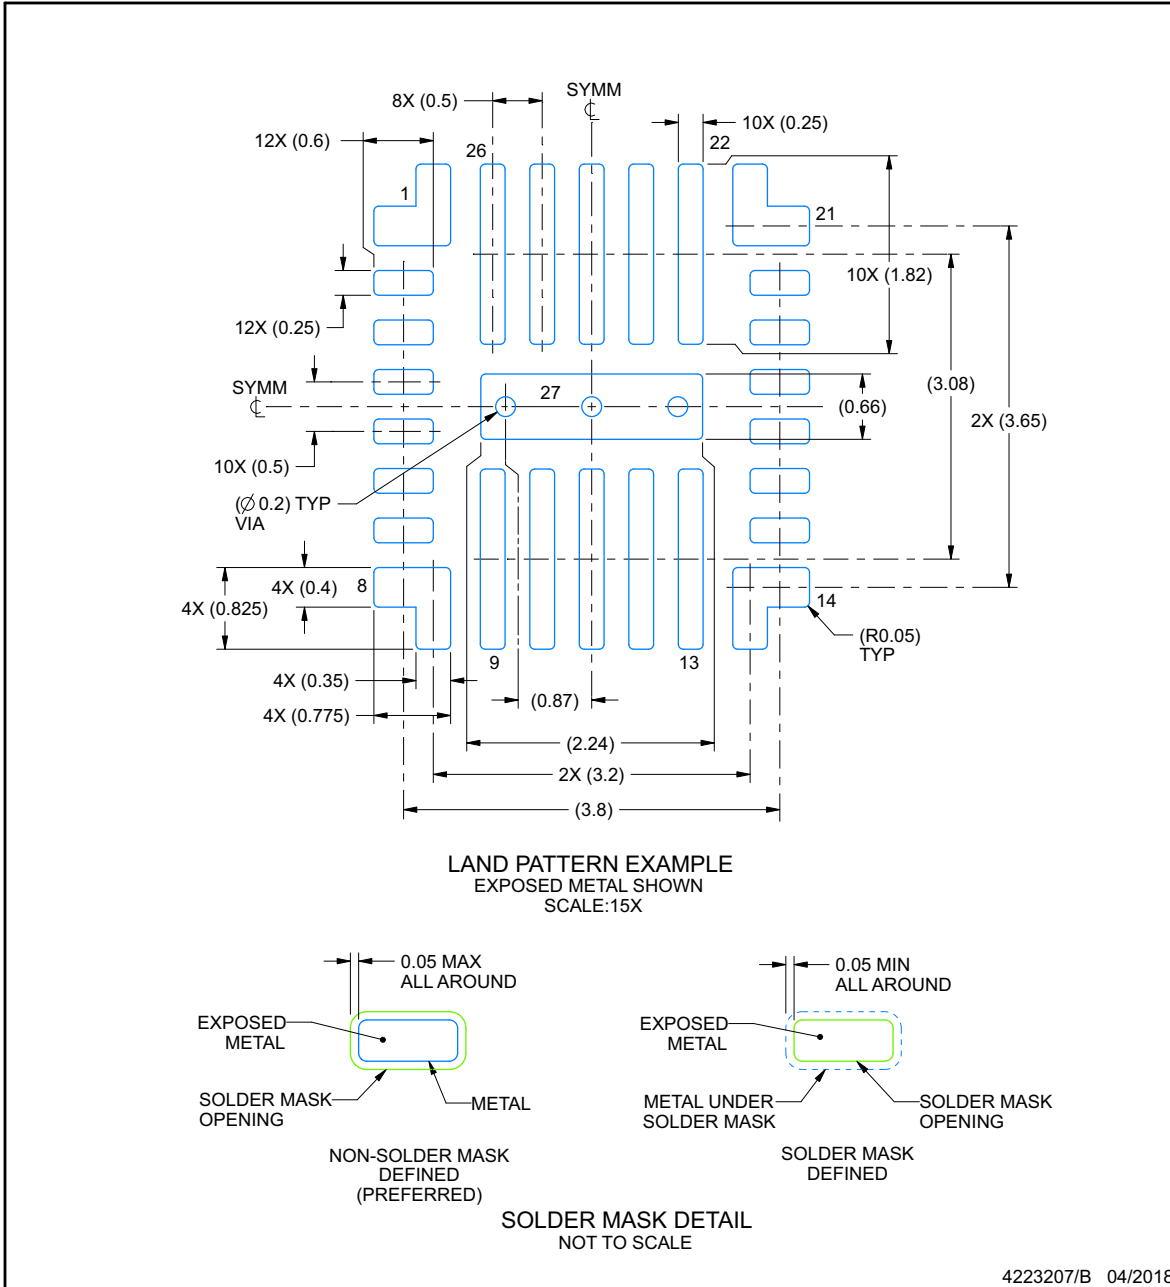 SYMM
℄
8X (0.5)
10X (0.25)
12X (0.6)
26
22
1
21
10X (1.82)
12X (0.25)
SYMM
℄
27
(3.08)
(0.66)
2X (3.65)
10X (0.5)
(Ø 0.2) TYP
VIA
8
4X (0.4)
14
4X (0.825)
(R0.05)
TYP
9
13
4X (0.35)
(0.87)
4X (0.775)
(2.24)
2X (3.2)
(3.8)
LAND PATTERN EXAMPLE
EXPOSED METAL SHOWN
SCALE:15X
0.05 MAX
ALL AROUND
EXPOSED
METAL
SOLDER MASK
OPENING
METAL
NON-SOLDER MASK
DEFINED
(PREFERRED)
0.05 MIN
ALL AROUND
EXPOSED
METAL
METAL UNDER
SOLDER MASK
SOLDER MASK
OPENING
SOLDER MASK
DEFINED
SOLDER MASK DETAIL
NOT TO SCALE
4223207/B 04/2018